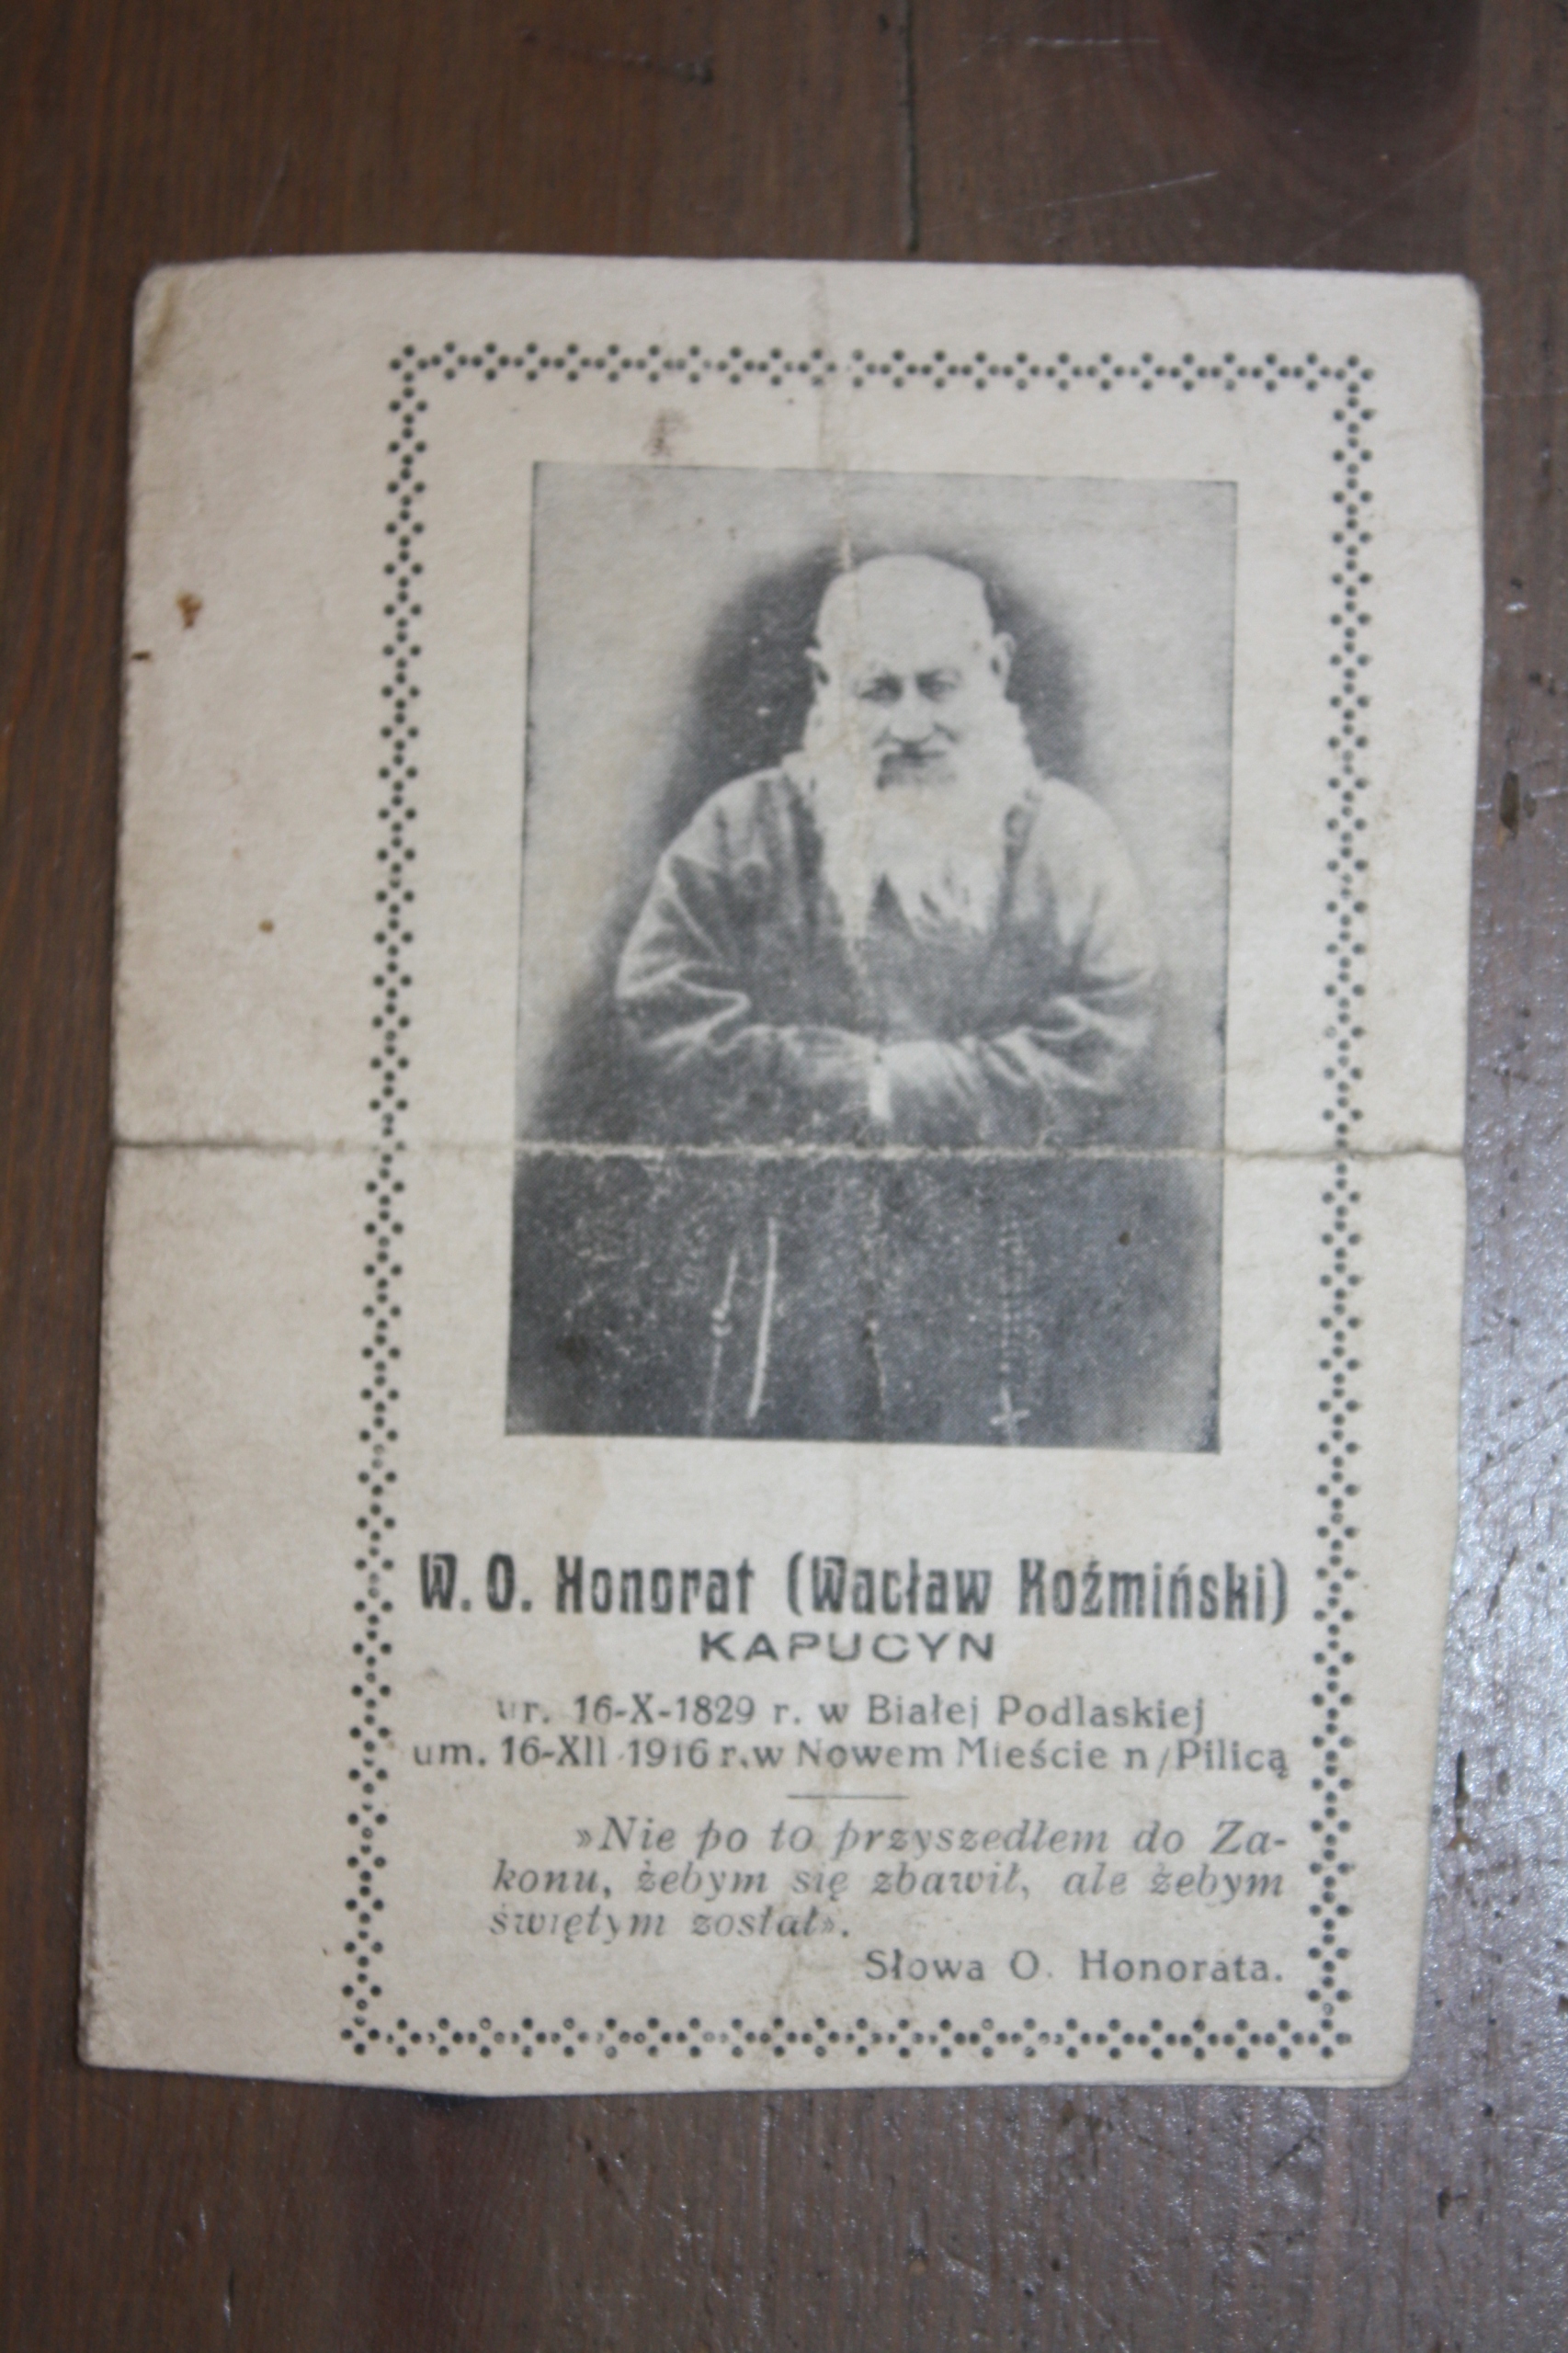 W. O. Honorat (Wacław Koźmiński)
KAPUCYN
ur. 16-X-1829 r. w Białej Podlaskiej
um. 16-XII 1916 r. w Nowem Mieście n/Pilicą
»Nie po to przyszedłem do Za-
konu, żebym się zbawił, ale żebym
świętym został».
Słowa O. Honorata.